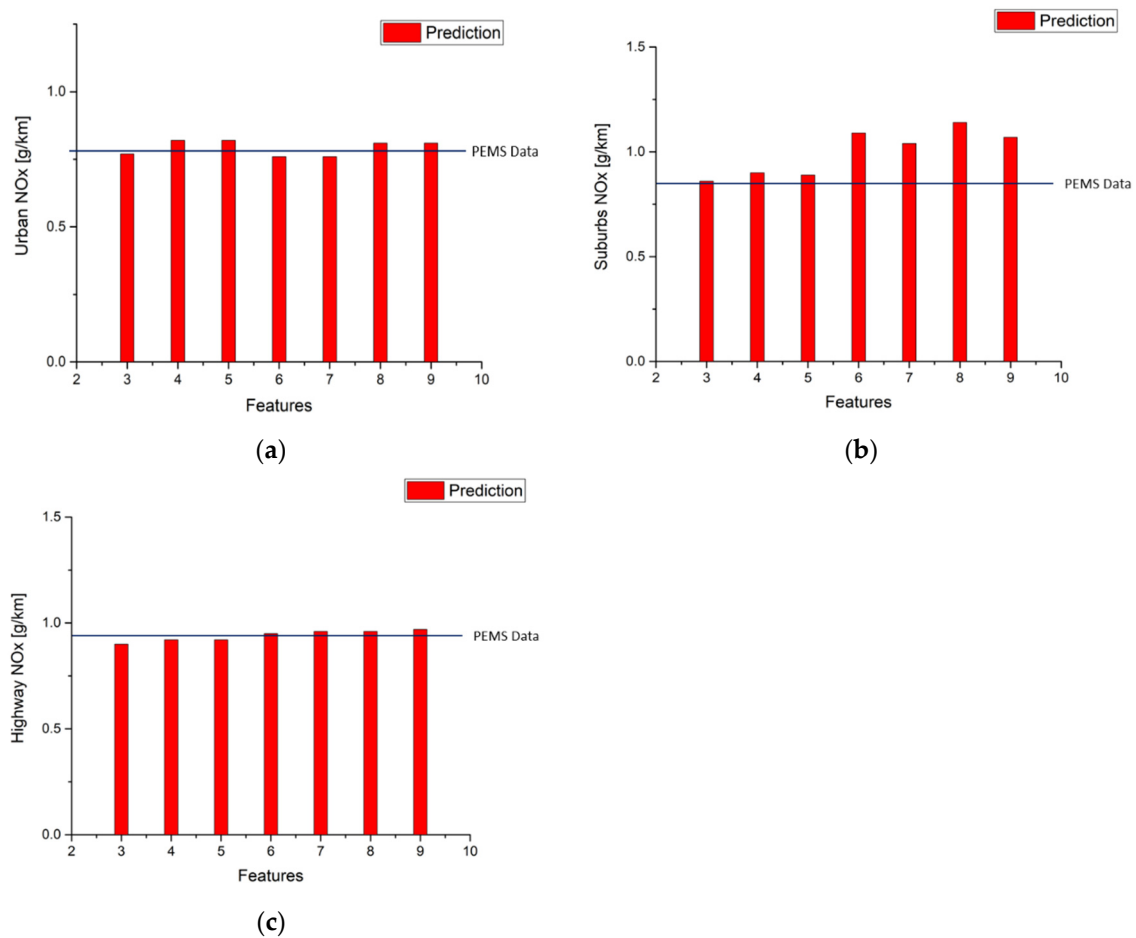 Prediction
1.0
0.5
0.0
Urban NOx [g/km]
PEMS Data
2 3 4 5 6 7 8 9 10
Features
(a)
Prediction
1.5
1.0
0.5
0.0
Suburbs NOx [g/km]
PEMS Data
2 3 4 5 6 7 8 9 10
Features
(b)
Prediction
1.5
1.0
0.5
0.0
Highway NOx [g/km]
PEMS Data
2 3 4 5 6 7 8 9 10
Features
(c)